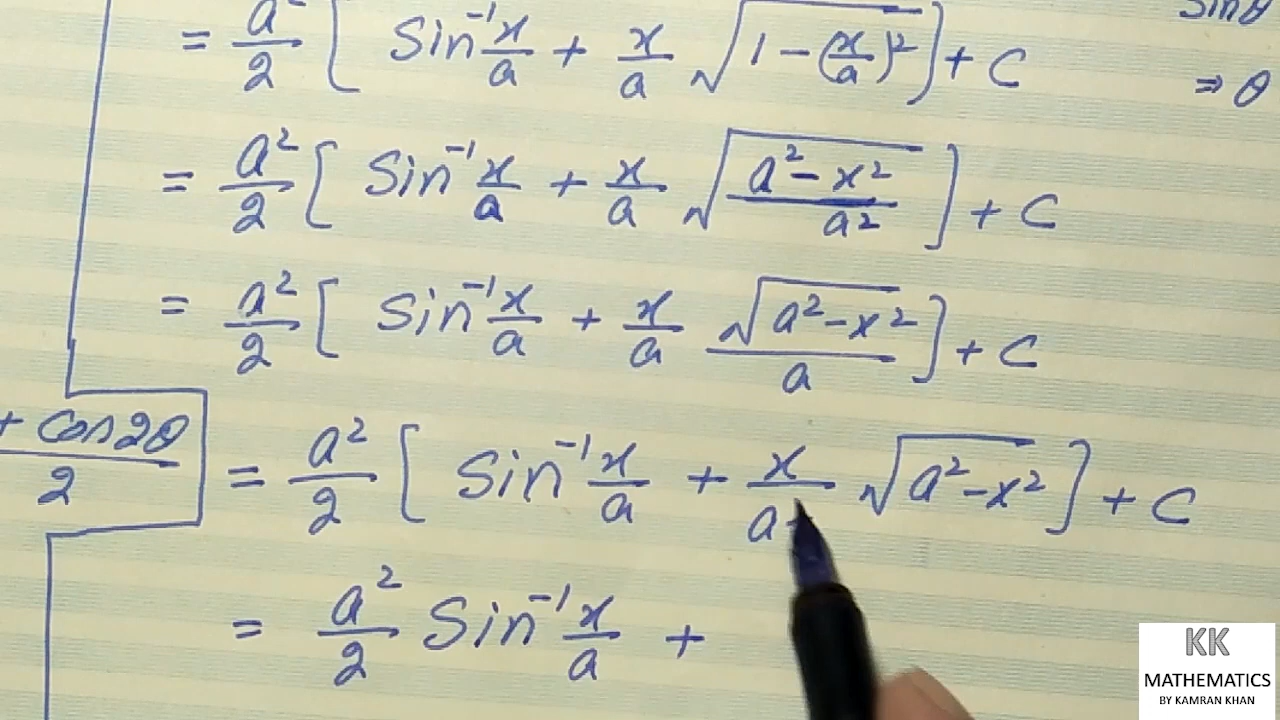 = a²/2 [ Sin⁻¹ x/a + x/a √(1 - (x/a)²) ] + C
Sinθ
⇒ θ
= a²/2 [ Sin⁻¹ x/a + x/a √((a² - x²)/a²) ] + C
= a²/2 [ Sin⁻¹ x/a + x/a √(a² - x²)/a ] + C
+ Cos2θ
2
= a²/2 [ Sin⁻¹ x/a + x/a² √(a² - x²) ] + C
= a²/2 Sin⁻¹ x/a +
KK
MATHEMATICS
BY KAMRAN KHAN